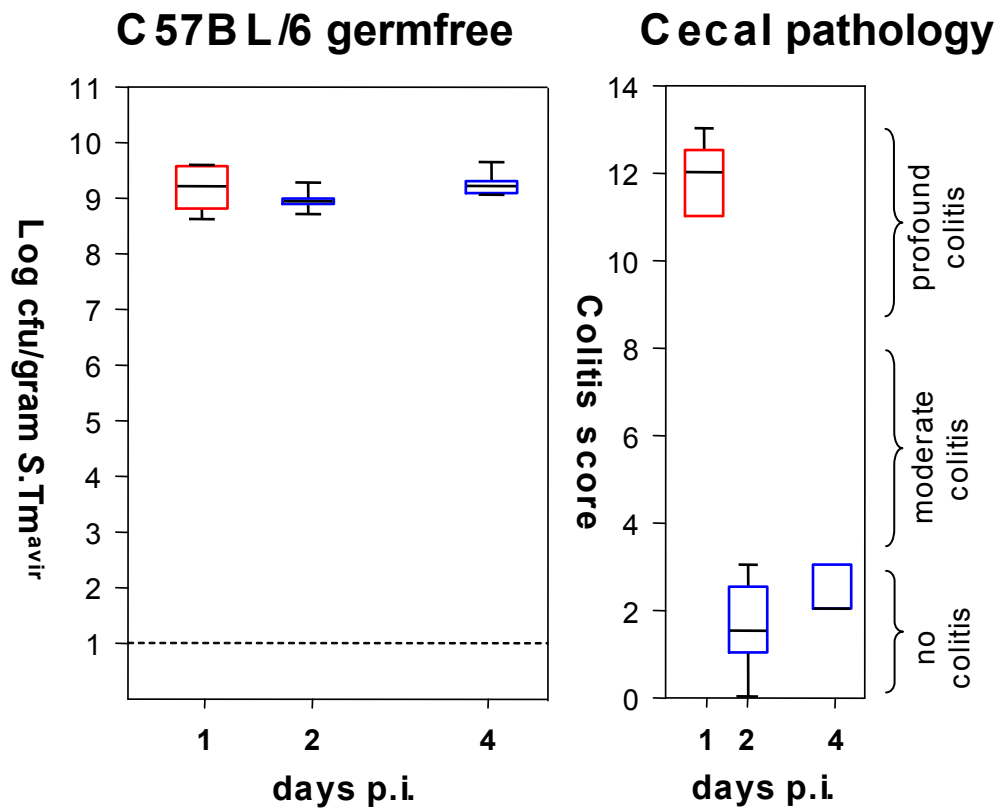 C57BL/6 germfree
Log cfu/gram S.Tm^avir
11
10
9
8
7
6
5
4
3
2
1
1 2 4
days p.i.
Cecal pathology
Colitis score
14
12
10
8
6
4
2
0
1 2 4
days p.i.
profound
colitis
moderate
colitis
no
colitis